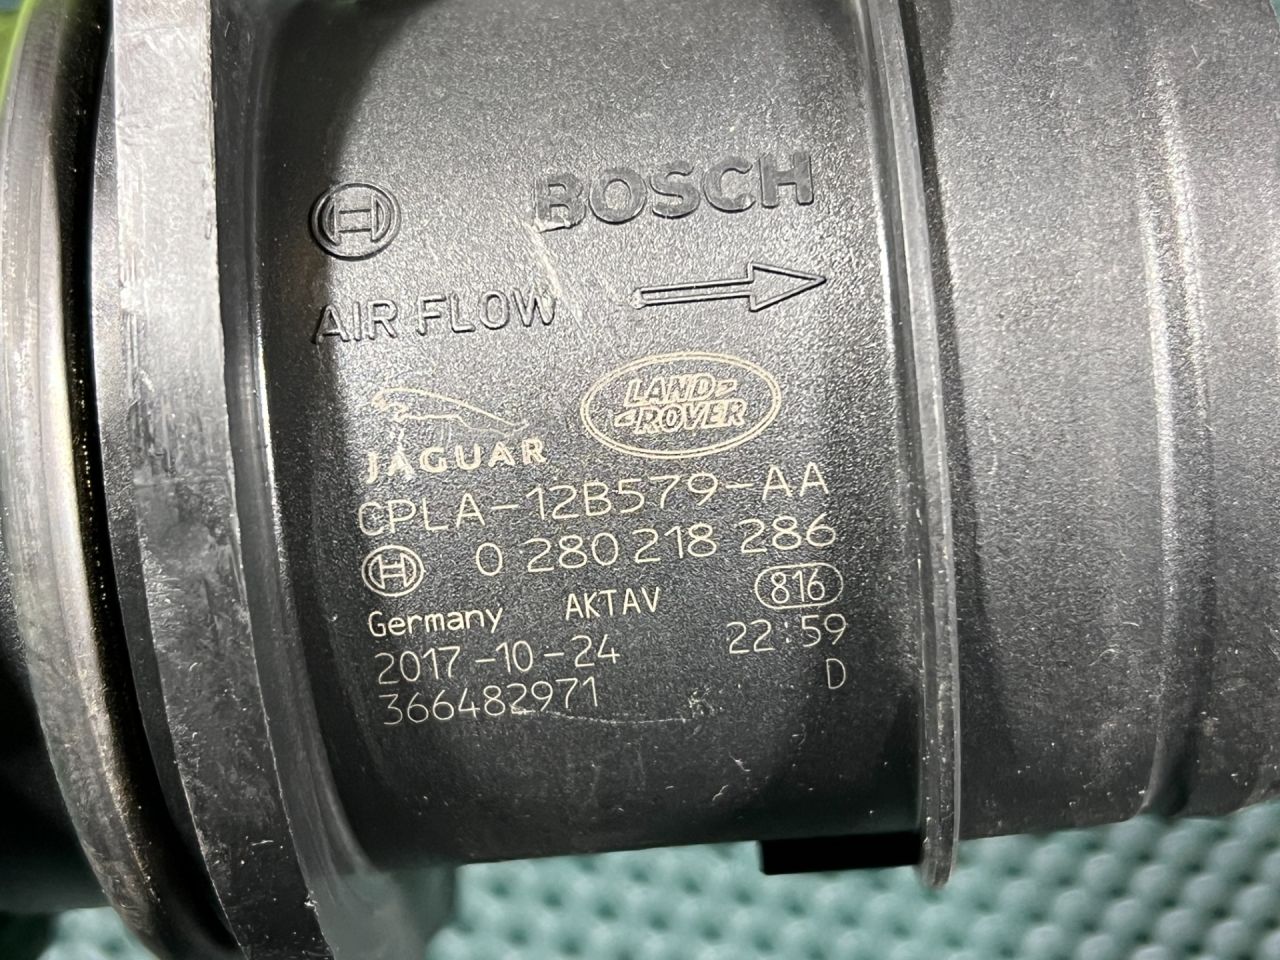 BOSCH
AIR FLOW
LAND-
-ROVER
JAGUAR
CPLA-12B579-AA
0 280 218 286
Germany AKTAV 816
2017-10-24 22:59
366482971 D